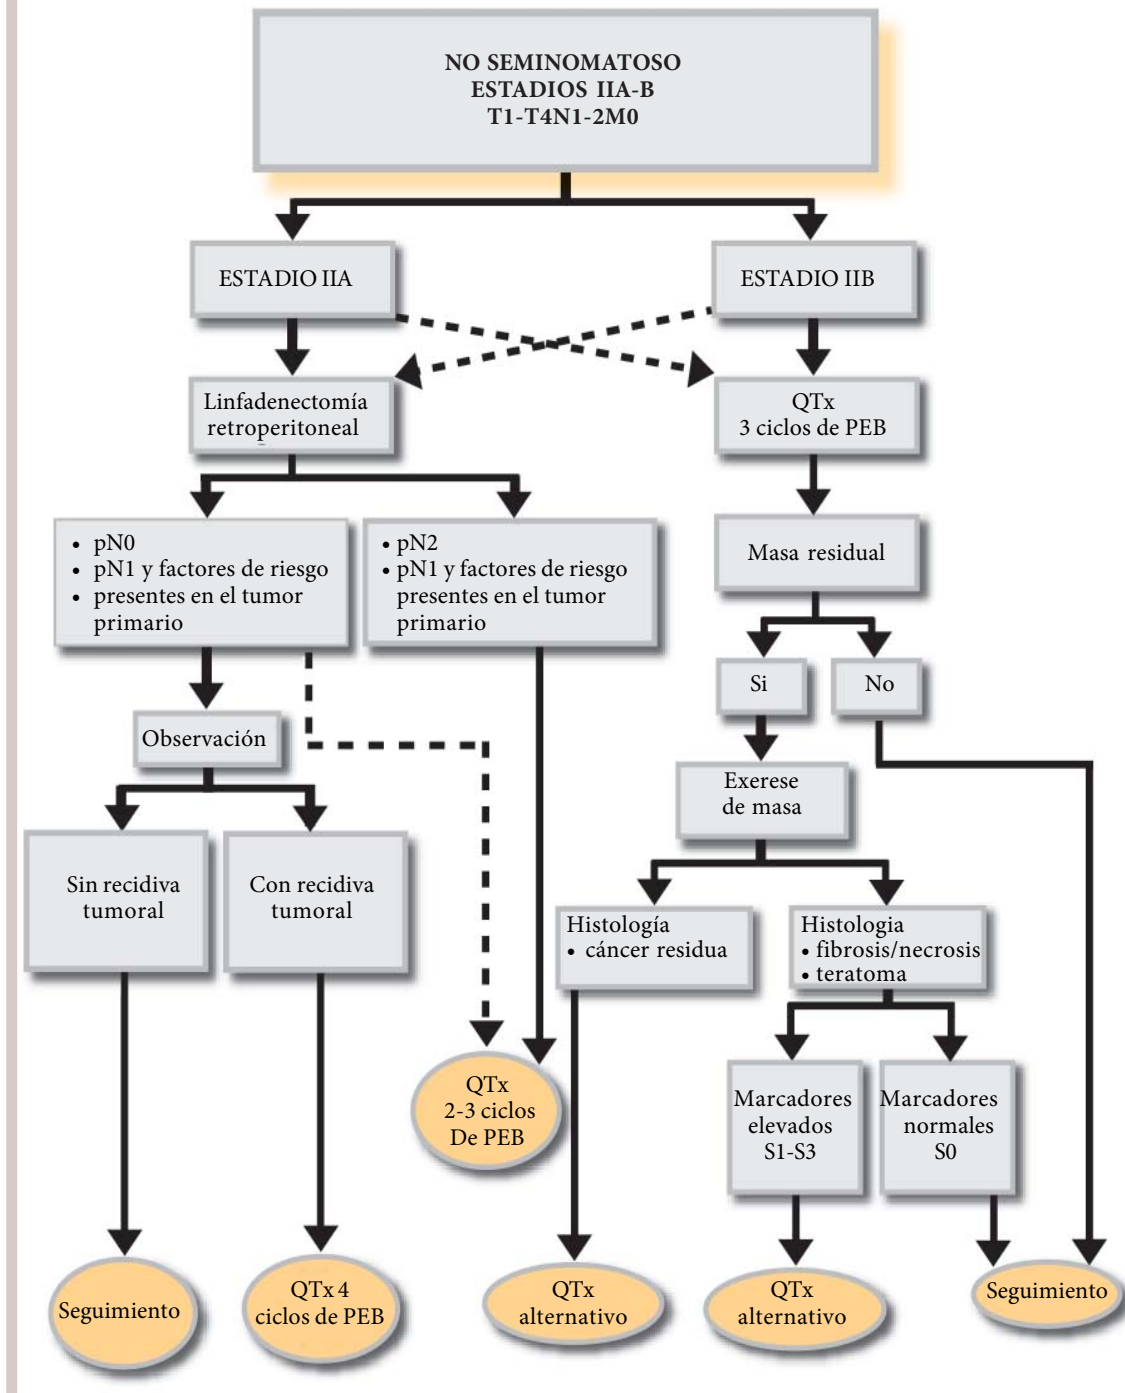 NO SEMINOMATOSO
ESTADIOS IIA-B
T1-T4N1-2M0
ESTADIO IIA
ESTADIO IIB
Linfadenectomía
retroperitoneal
QTx
3 ciclos de PEB
• pN0
• pN1 y factores de riesgo
• presentes en el tumor
primario
• pN2
• pN1 y factores de riesgo
presentes en el tumor
primario
Masa residual
Si
No
Observación
Exerese
de masa
Sin recidiva
tumoral
Con recidiva
tumoral
Histología
• cáncer residua
Histologia
• fibrosis/necrosis
• teratoma
QTx
2-3 ciclos
De PEB
Marcadores
elevados
S1-S3
Marcadores
normales
S0
Seguimiento
QTx 4
ciclos de PEB
QTx
alternativo
QTx
alternativo
Seguimiento